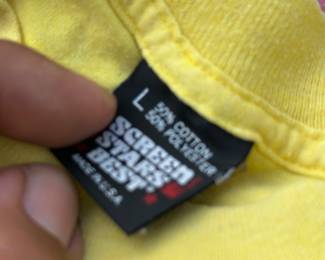 L
50% COTTON
50% POLYESTER
SCREEN
STARS
BEST
MADE IN U.S.A.